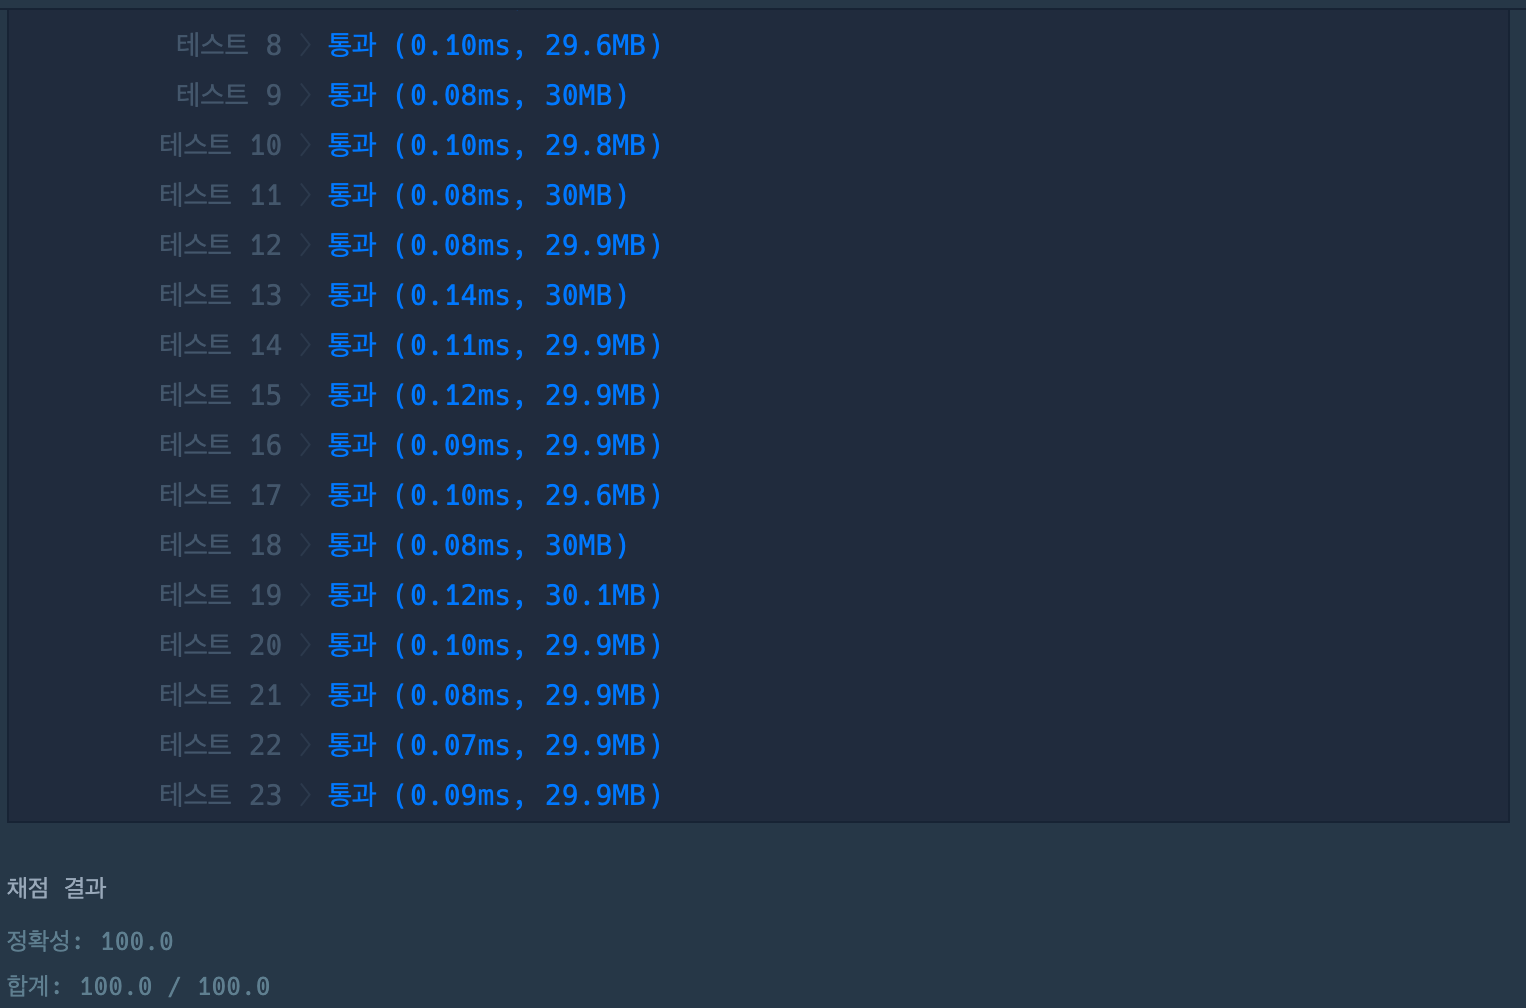 테스트 8 〉 통과 (0.10ms, 29.6MB)
테스트 9 〉 통과 (0.08ms, 30MB)
테스트 10 〉 통과 (0.10ms, 29.8MB)
테스트 11 〉 통과 (0.08ms, 30MB)
테스트 12 〉 통과 (0.08ms, 29.9MB)
테스트 13 〉 통과 (0.14ms, 30MB)
테스트 14 〉 통과 (0.11ms, 29.9MB)
테스트 15 〉 통과 (0.12ms, 29.9MB)
테스트 16 〉 통과 (0.09ms, 29.9MB)
테스트 17 〉 통과 (0.10ms, 29.6MB)
테스트 18 〉 통과 (0.08ms, 30MB)
테스트 19 〉 통과 (0.12ms, 30.1MB)
테스트 20 〉 통과 (0.10ms, 29.9MB)
테스트 21 〉 통과 (0.08ms, 29.9MB)
테스트 22 〉 통과 (0.07ms, 29.9MB)
테스트 23 〉 통과 (0.09ms, 29.9MB)
채점 결과
정확성: 100.0
합계: 100.0 / 100.0